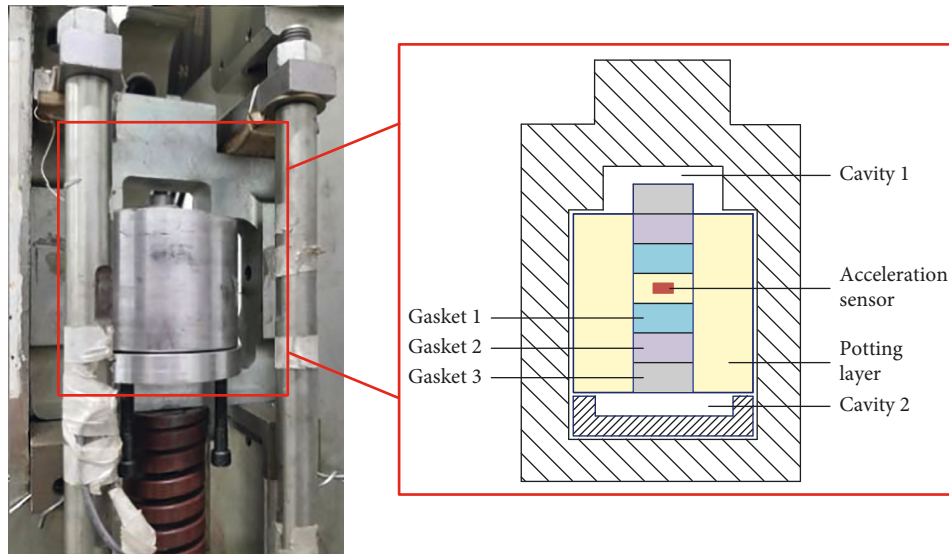 Cavity 1
Acceleration
sensor
Gasket 1
Gasket 2
Potting
layer
Gasket 3
Cavity 2